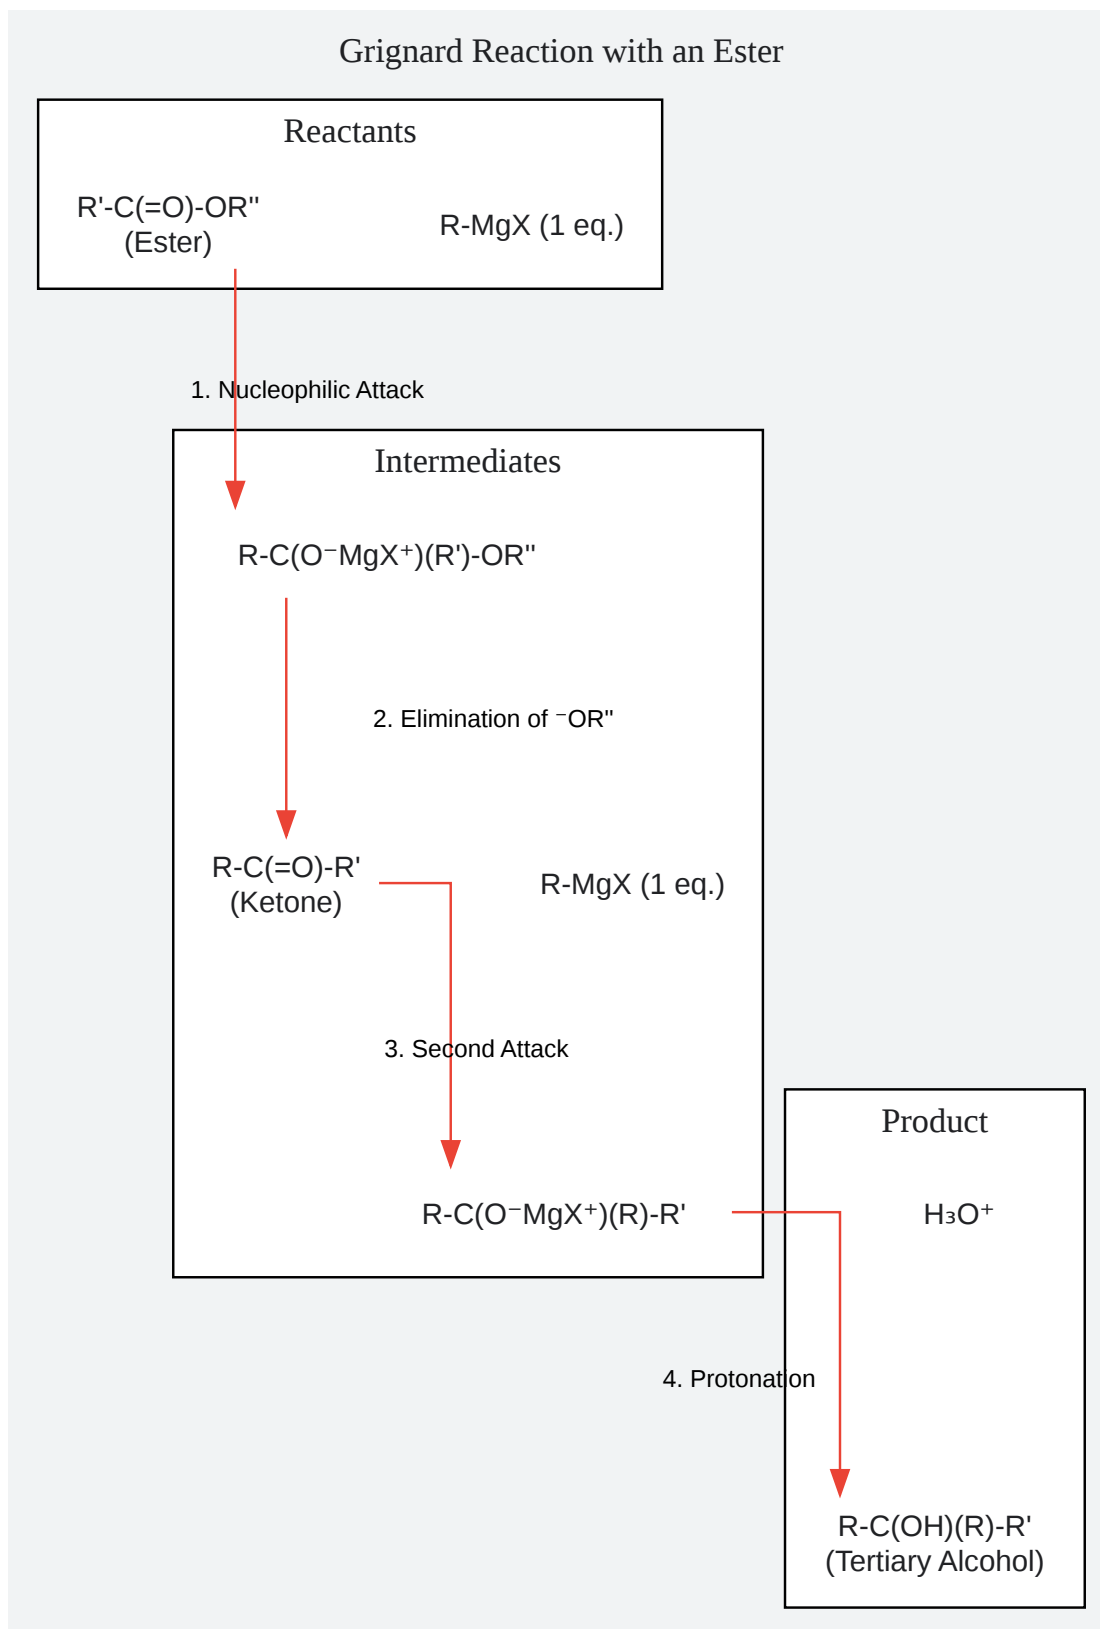 Grignard Reaction with an Ester
Reactants
R'-C(=O)-OR"
(Ester)
R-MgX (1 eq.)
1. Nucleophilic Attack
Intermediates
R-C(O⁻MgX⁺)(R')-OR"
2. Elimination of ⁻OR"
R-C(=O)-R'
(Ketone)
R-MgX (1 eq.)
3. Second Attack
Product
R-C(O⁻MgX⁺)(R)-R'
H₃O⁺
4. Protonation
R-C(OH)(R)-R'
(Tertiary Alcohol)